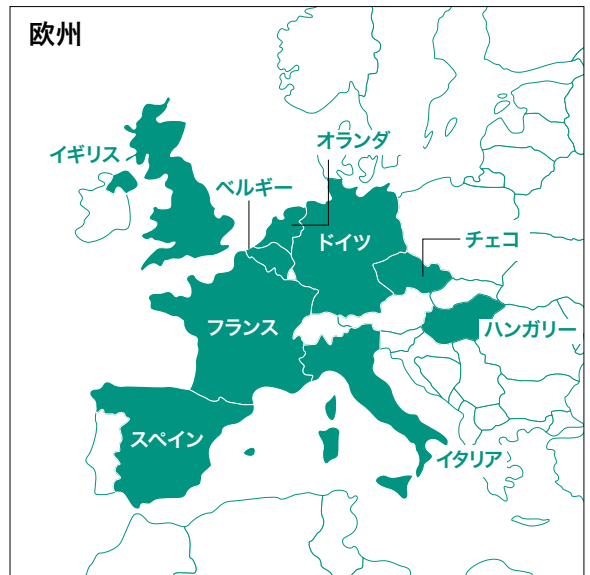 欧州
オランダ
イギリス
ベルギー
ドイツ
チェコ
フランス
ハンガリー
スペイン
イタリア